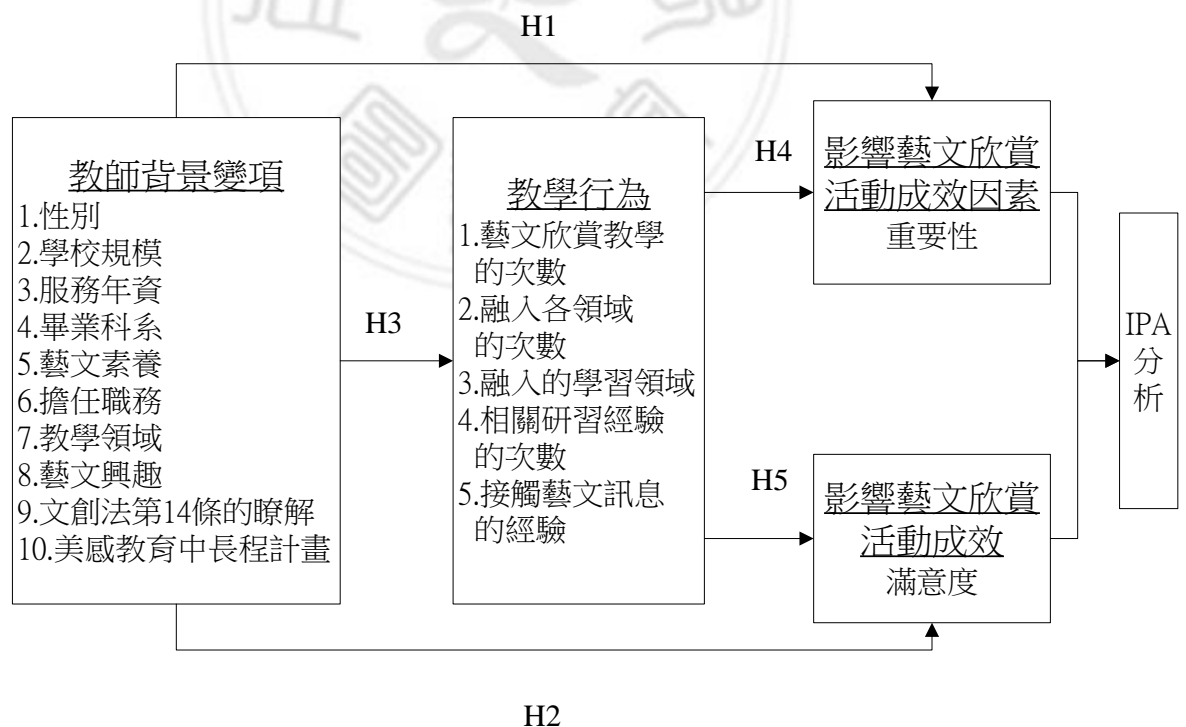 H1
教師背景變項
1.性別
2.學校規模
3.服務年資
4.畢業科系
5.藝文素養
6.擔任職務
7.教學領域
8.藝文興趣
9.文創法第14條的瞭解
10.美感教育中長程計畫
H3
教學行為
1.藝文欣賞教學
的次數
2.融入各領域
的次數
3.融入的學習領域
4.相關研習經驗
的次數
5.接觸藝文訊息
的經驗
H4
影響藝文欣賞
活動成效因素
重要性
H5
影響藝文欣賞
活動成效
滿意度
IPA
分
析
H2